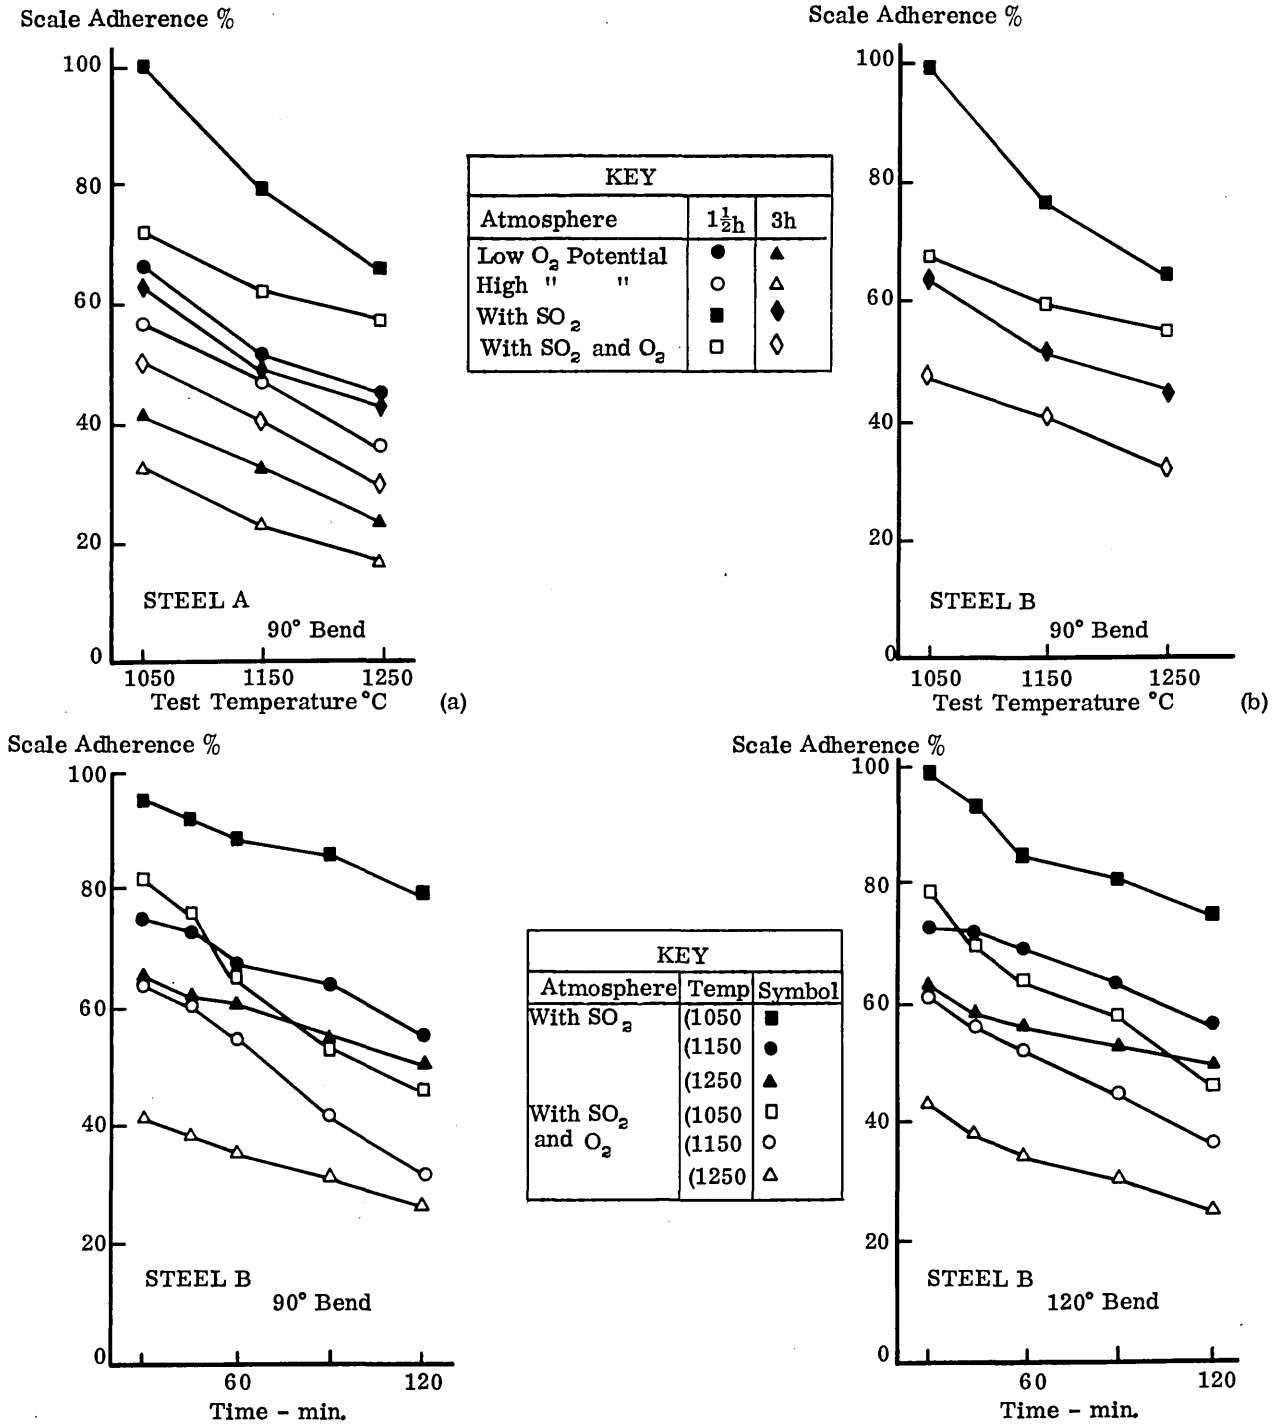 Scale Adherence %
100
80
60
40
20
0
STEEL A
90° Bend
1050 1150 1250
Test Temperature °C
(a)
KEY
Atmosphere 1½h 3h
Low O₂ Potential
High " "
With SO₂
With SO₂ and O₂
Scale Adherence %
100
80
60
40
20
0
STEEL B
90° Bend
1050 1150 1250
Test Temperature °C
(b)
Scale Adherence %
100
80
60
40
20
0
STEEL B
90° Bend
60 120
Time - min.
KEY
Atmosphere Temp Symbol
With SO₂ (1050
(1150
(1250
With SO₂ (1050
and O₂ (1150
(1250
Scale Adherence %
100
80
60
40
20
0
STEEL B
120° Bend
60 120
Time - min.